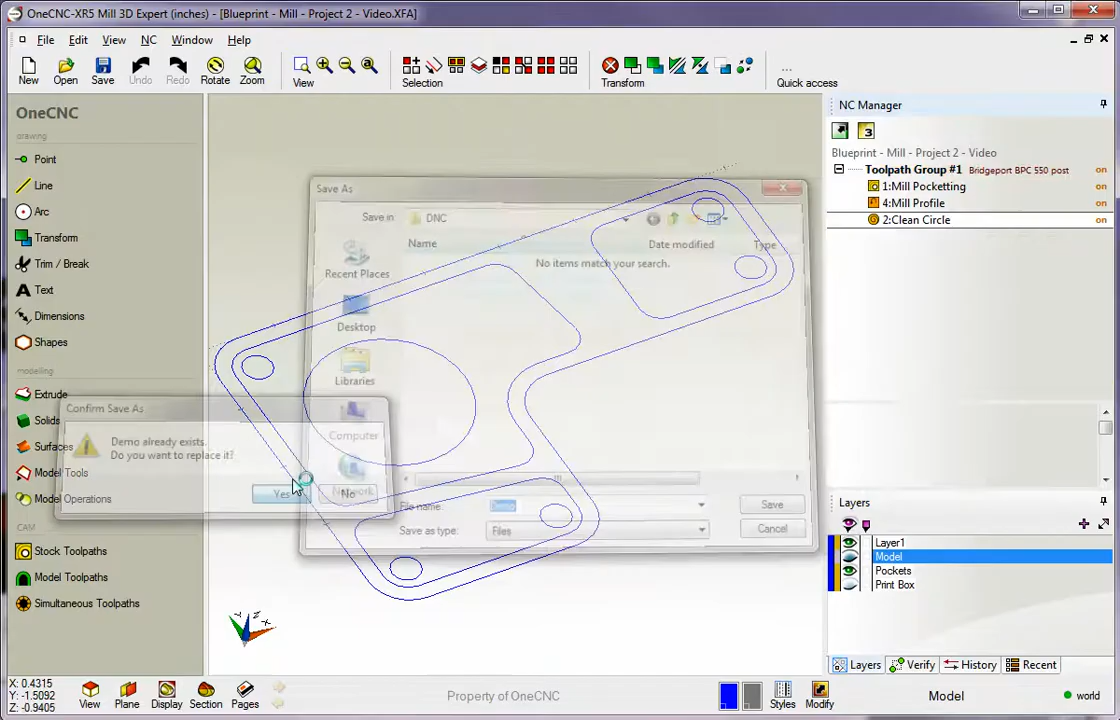 OneCNC-XR5 Mill 3D Expert (inches) - [Blueprint - Mill - Project 2 - Video.XFA]
File Edit View NC Window Help
New Open Save Undo Redo Rotate Zoom View Selection Transform ... Quick access
OneCNC
drawing
Point
Line
Arc
Transform
Trim / Break
Text
Dimensions
Shapes
modeling
Extrude
Solids
Surfaces
Model Tools
Model Operations
CAM
Stock Toolpaths
Model Toolpaths
Simultaneous Toolpaths
Save As
Save in DNC
Name Date modified Type
No items match your search.
Recent Places
Desktop
Libraries
Computer
Network
File name: Demo Save
Save as type: Files Cancel
Confirm Save As
Demo already exists.
Do you want to replace it?
Yes No
Y Z X
NC Manager
3
Blueprint - Mill - Project 2 - Video
Toolpath Group #1 Bridgeport BPC 550 post on
1:Mill Pocketting on
4:Mill Profile on
2:Clean Circle on
Layers
Layer1
Model
Pockets
Print Box
Layers Verify History Recent
X: 0.4315
Y: -1.5092
Z: -0.9405
View Plane Display Section Pages
Property of OneCNC
Styles Modify
Model
world